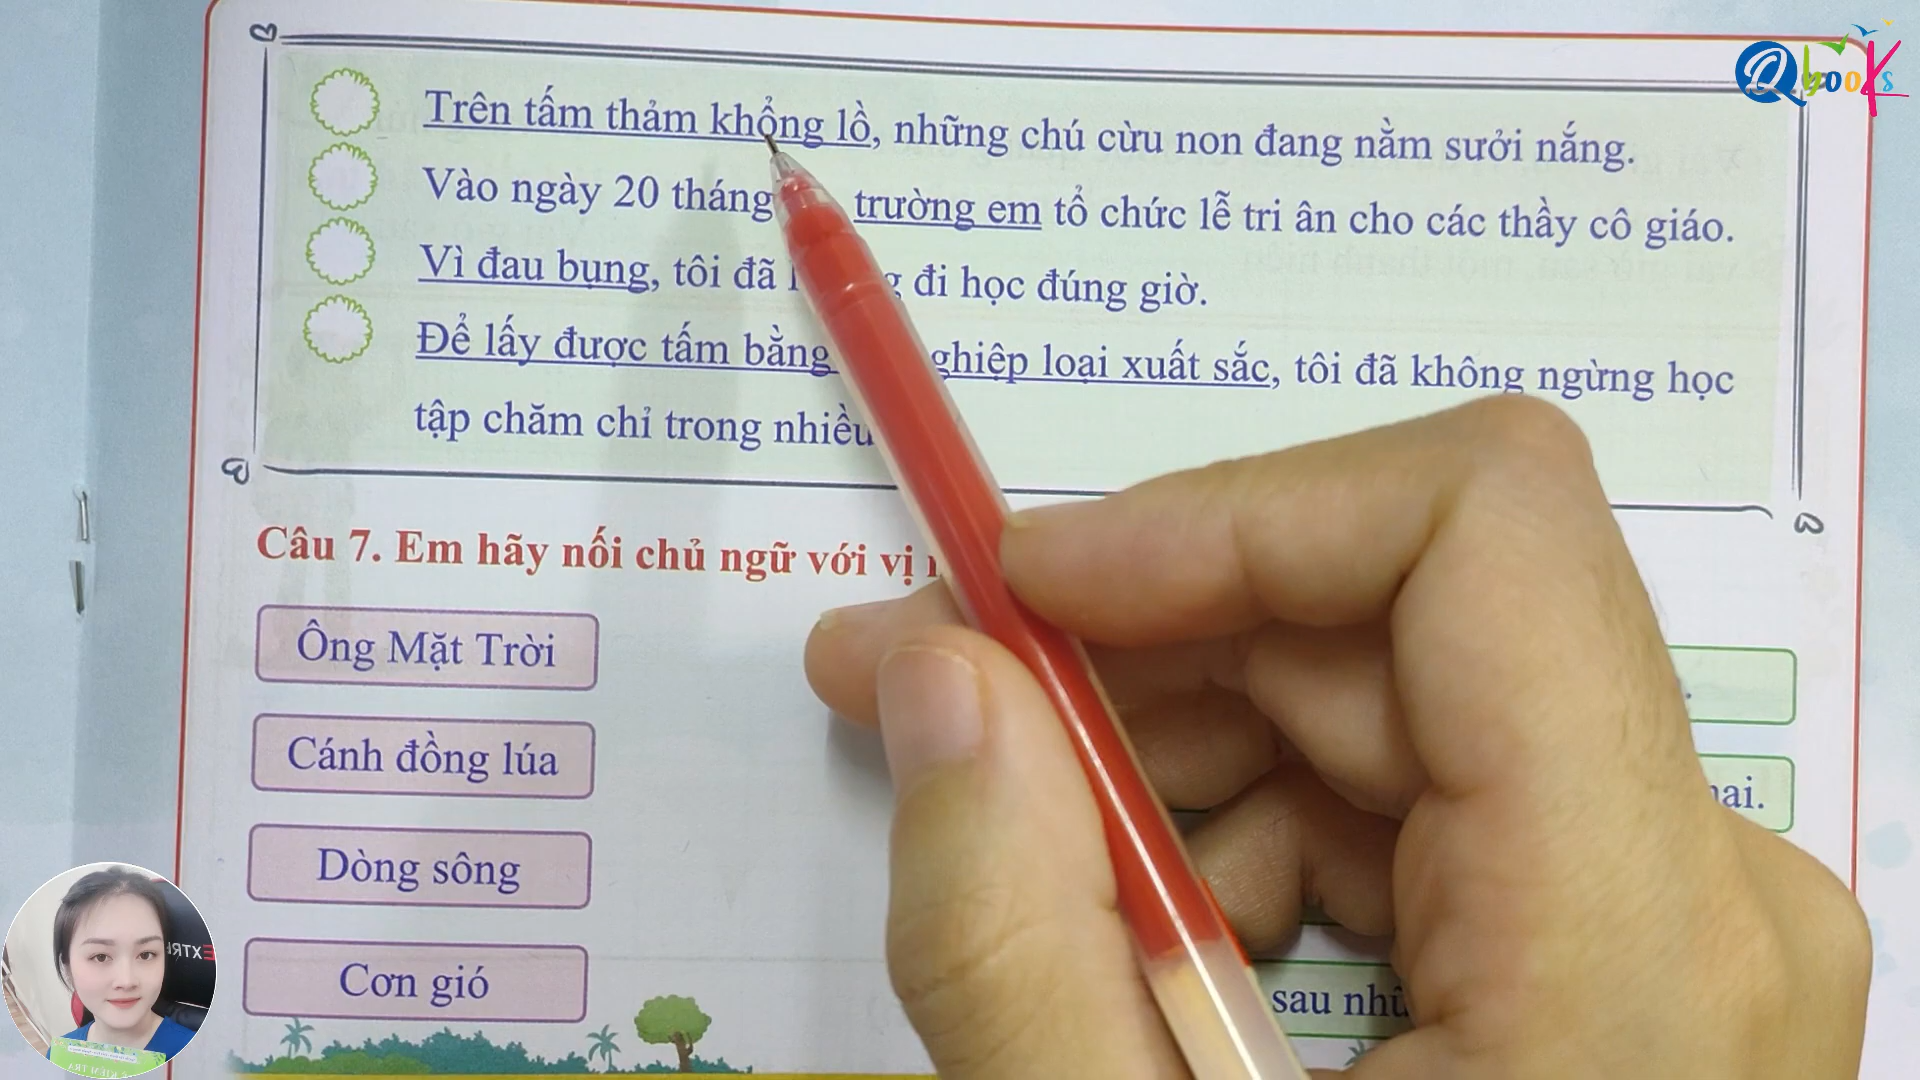 Qbooks
Trên tấm thảm khổng lồ, những chú cừu non đang nằm sưởi nắng.
Vào ngày 20 tháng trường em tổ chức lễ tri ân cho các thầy cô giáo.
Vì đau bụng, tôi đã đi học đúng giờ.
Để lấy được tấm bằng nghiệp loại xuất sắc, tôi đã không ngừng học
tập chăm chỉ trong nhiều
Câu 7. Em hãy nối chủ ngữ với vị
Ông Mặt Trời
Cánh đồng lúa
Dòng sông
Cơn gió
sau